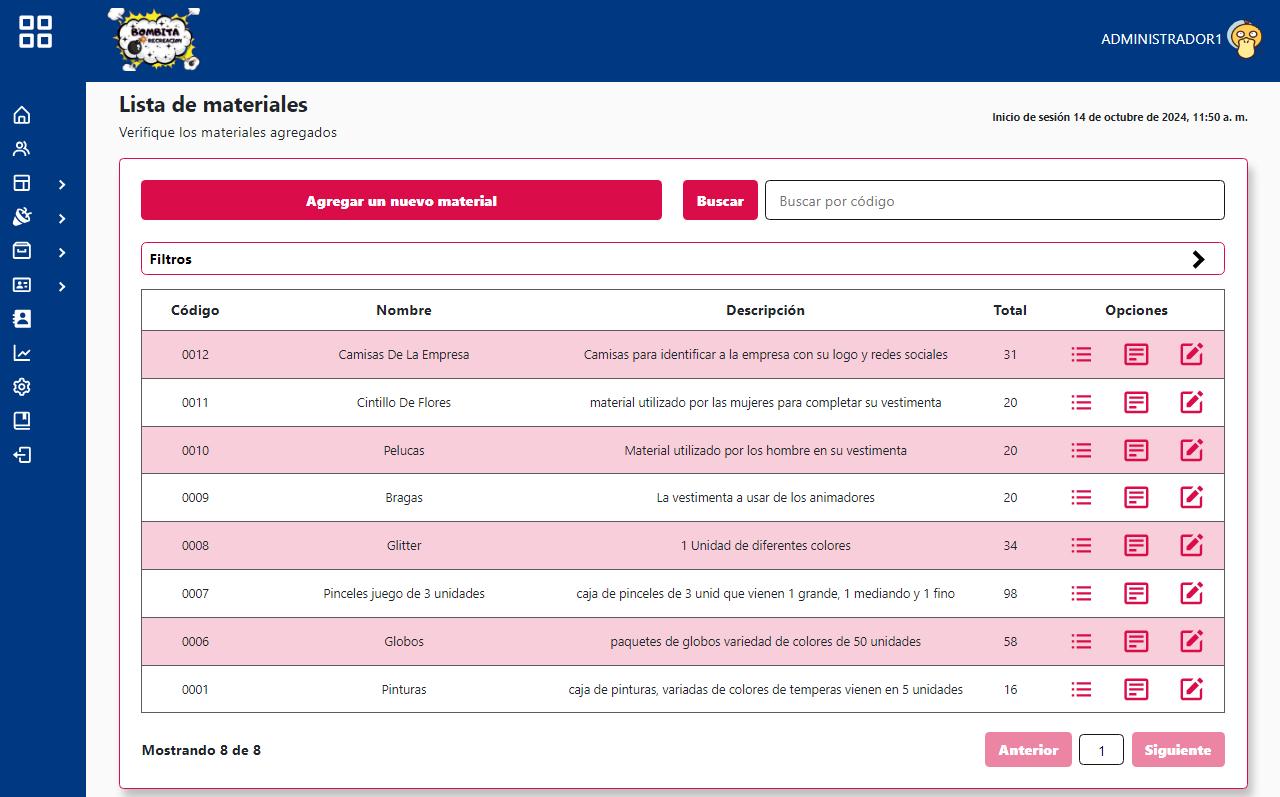 BOMBITA
RECREACION
ADMINISTRADOR1
Lista de materiales
Verifique los materiales agregados
Inicio de sesión 14 de octubre de 2024, 11:50 a. m.
Agregar un nuevo material
Buscar
Buscar por código
Filtros
Código Nombre Descripción Total Opciones
0012 Camisas De La Empresa Camisas para identificar a la empresa con su logo y redes sociales 31
0011 Cintillo De Flores material utilizado por las mujeres para completar su vestimenta 20
0010 Pelucas Material utilizado por los hombre en su vestimenta 20
0009 Bragas La vestimenta a usar de los animadores 20
0008 Glitter 1 Unidad de diferentes colores 34
0007 Pinceles juego de 3 unidades caja de pinceles de 3 unid que vienen 1 grande, 1 mediando y 1 fino 98
0006 Globos paquetes de globos variedad de colores de 50 unidades 58
0001 Pinturas caja de pinturas, variadas de colores de temperas vienen en 5 unidades 16
Mostrando 8 de 8
Anterior 1 Siguiente